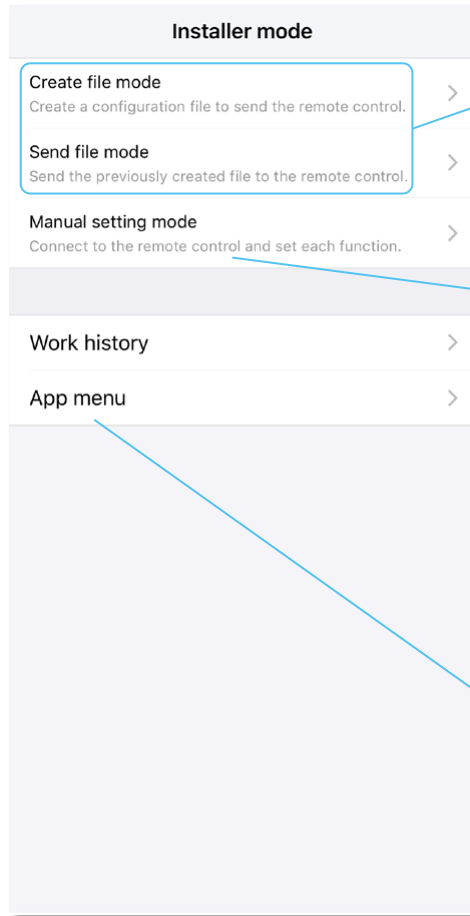 Installer mode
Create file mode
Create a configuration file to send the remote control.
Send file mode
Send the previously created file to the remote control.
Manual setting mode
Connect to the remote control and set each function.
Work history
App menu